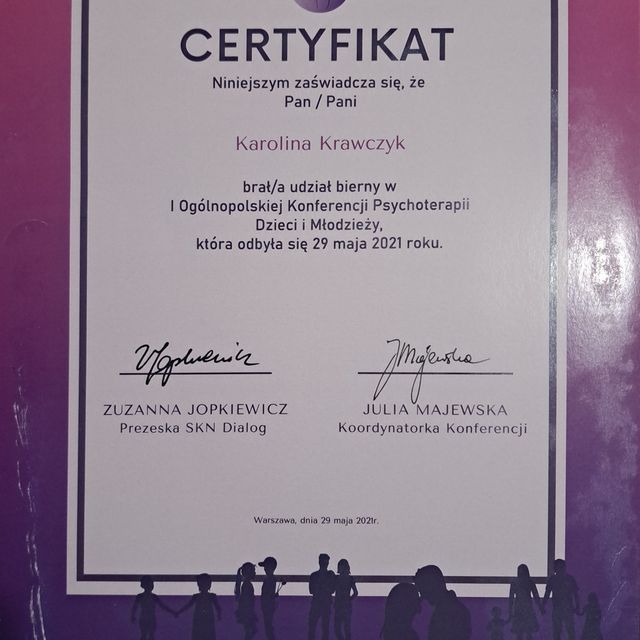 CERTYFIKAT
Niniejszym zaświadcza się, że
Pan / Pani
Karolina Krawczyk
brał/a udział bierny w
I Ogólnopolskiej Konferencji Psychoterapii
Dzieci i Młodzieży,
która odbyła się 29 maja 2021 roku.
ZJopkiewicz
JMajewska
ZUZANNA JOPKIEWICZ
JULIA MAJEWSKA
Prezeska SKN Dialog
Koordynatorka Konferencji
Warszawa, dnia 29 maja 2021r.